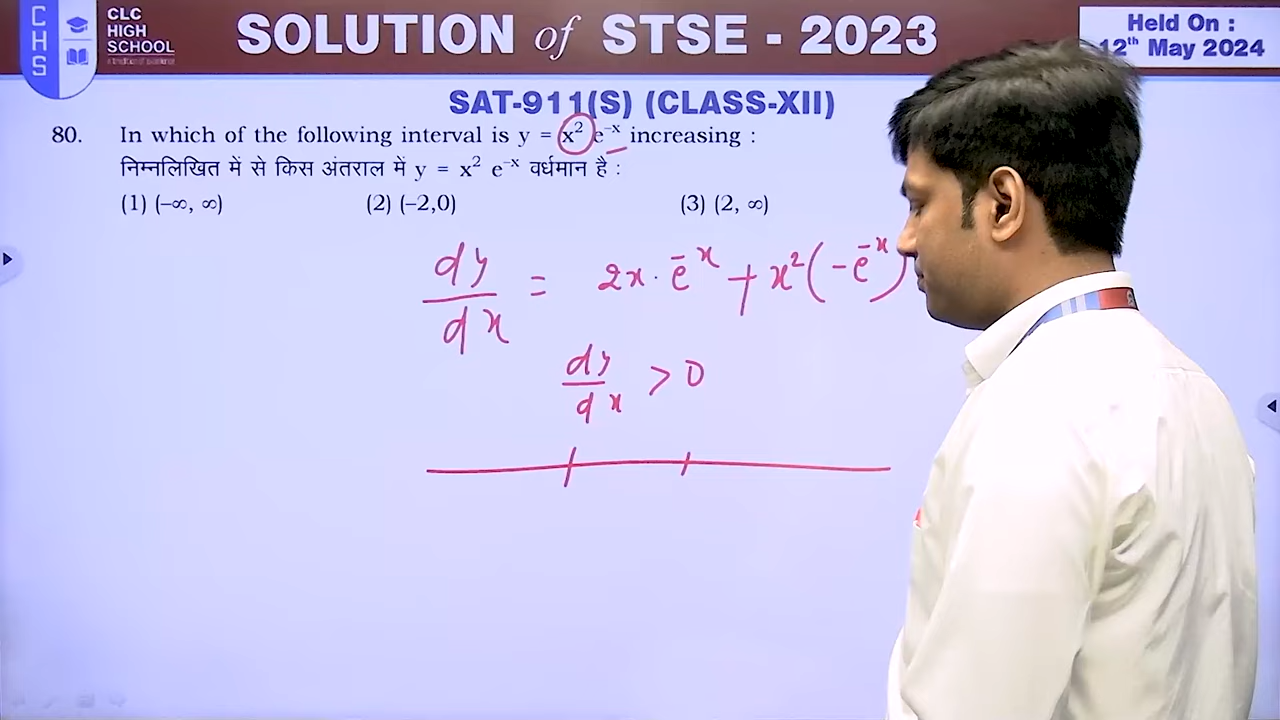 CHS
CLC
HIGH
SCHOOL
SOLUTION of STSE - 2023
Held On :
12th May 2024
SAT-911(S) (CLASS-XII)
80. In which of the following interval is y = x² e⁻ˣ increasing :
निम्नलिखित में से किस अंतराल में y = x² e⁻ˣ वर्धमान है :
(1) (–∞, ∞) (2) (–2,0) (3) (2, ∞)
dy/dx = 2x · e⁻ˣ + x² (-e⁻ˣ)
dy/dx > 0